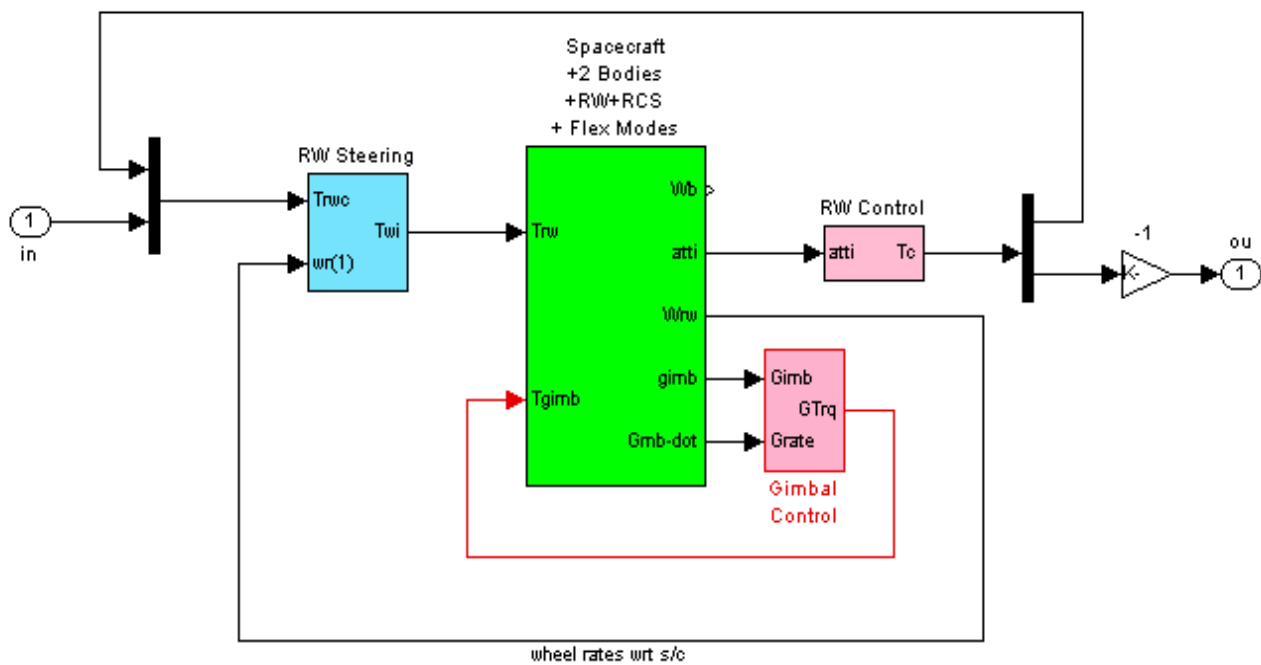 Spacecraft
+2 Bodies
+RW+RCS
+ Flex Modes
RW Steering
Trwc
Twi
wr(1)
1
in
Trw
Tgimb
Wb
atti
Wrw
gimb
Gmb-dot
RW Control
atti
Tc
Gimb
GTrq
Grate
Gimbal
Control
-1
K-
ou
1
wheel rates wrt s/c